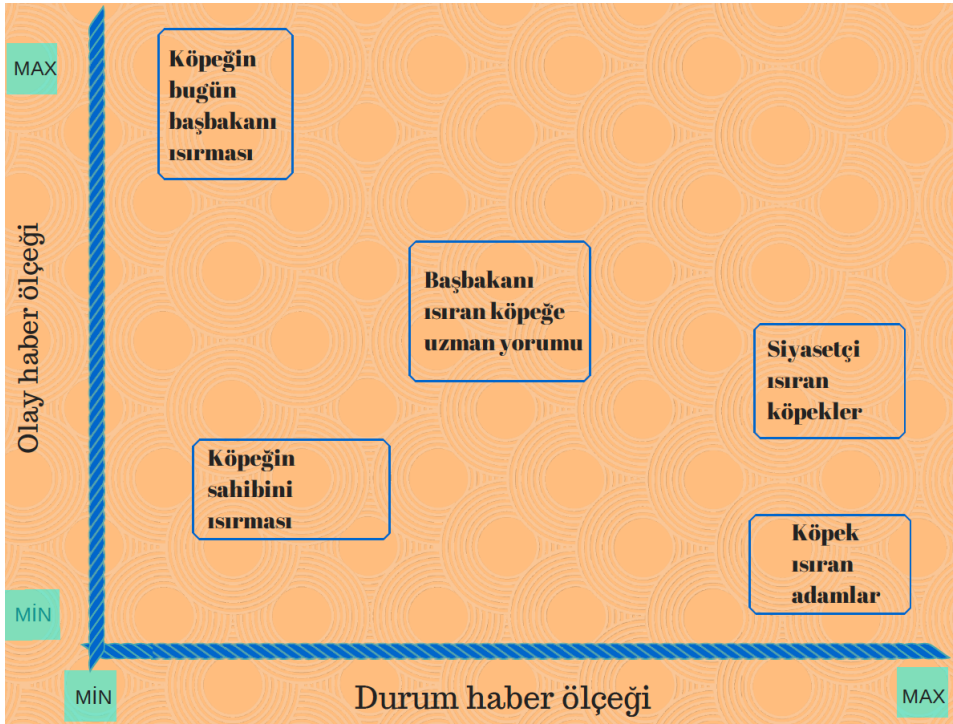 MAX
Köpeğin
bugün
başbakanı
ısırması
Olay haber ölçeği
Başbakanı
ısıran köpeğe
uzman yorumu
Siyasetçi
ısıran
köpekler
Köpeğin
sahibini
ısırması
Köpek
ısıran
adamlar
MİN
MİN
Durum haber ölçeği
MAX